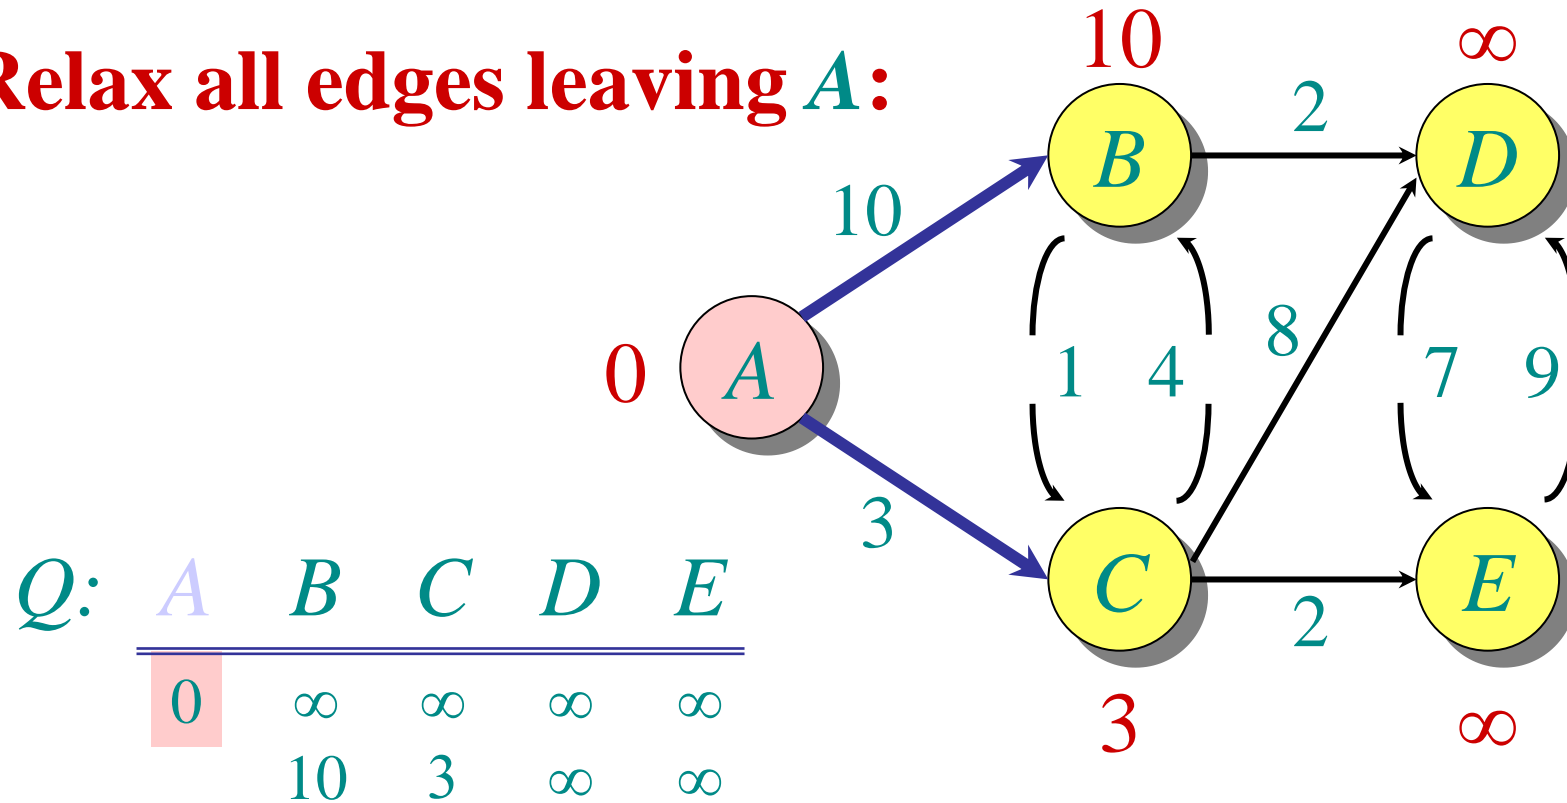 Relax all edges leaving A:
10
∞
B
2
D
10
0
A
1
4
8
7
9
3
C
2
E
3
∞
Q: A B C D E
0 ∞ ∞ ∞ ∞
10 3 ∞ ∞